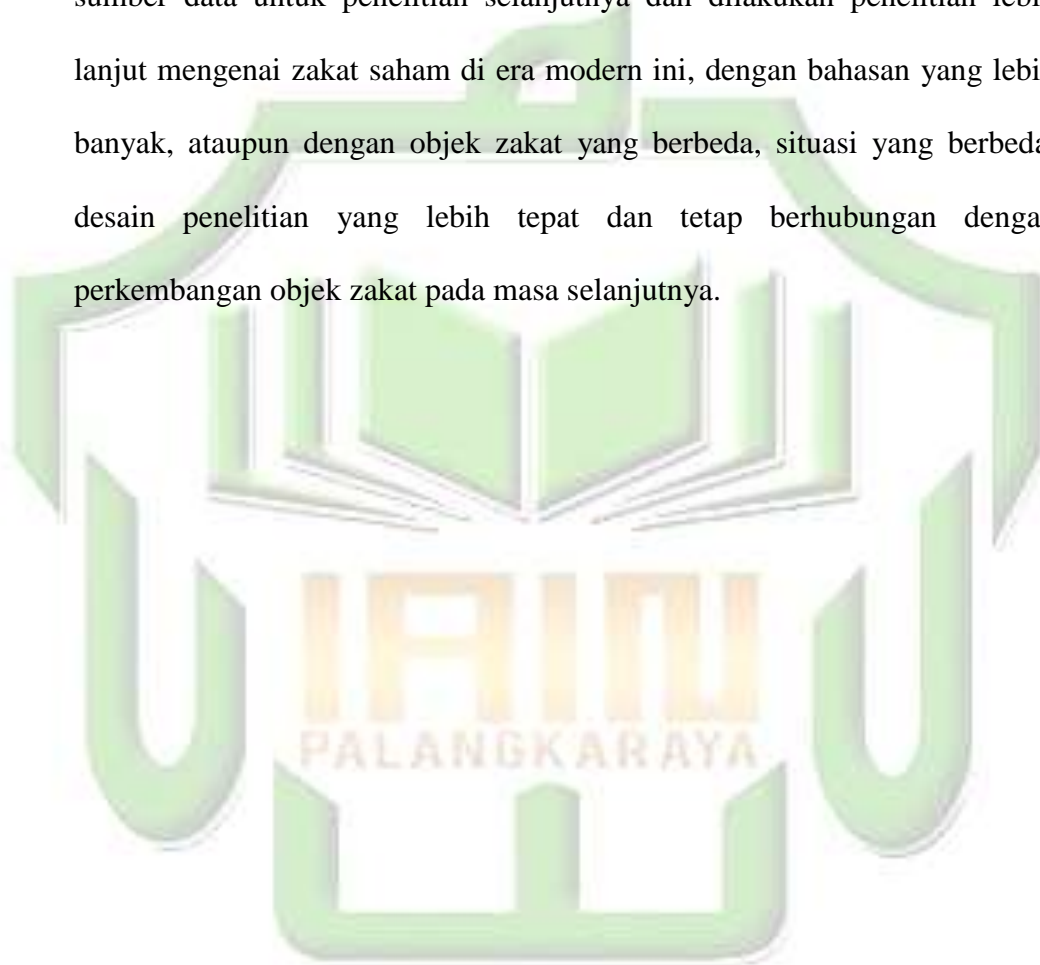 sumber data untuk penelitian selanjutnya dan dilakukan penelitian lebi
lanjut mengenai zakat saham di era modern ini, dengan bahasan yang lebi
banyak, ataupun dengan objek zakat yang berbeda, situasi yang berbeda
desain penelitian yang lebih tepat dan tetap berhubungan denga
perkembangan objek zakat pada masa selanjutnya.
IAIN
PALANGKARAYA